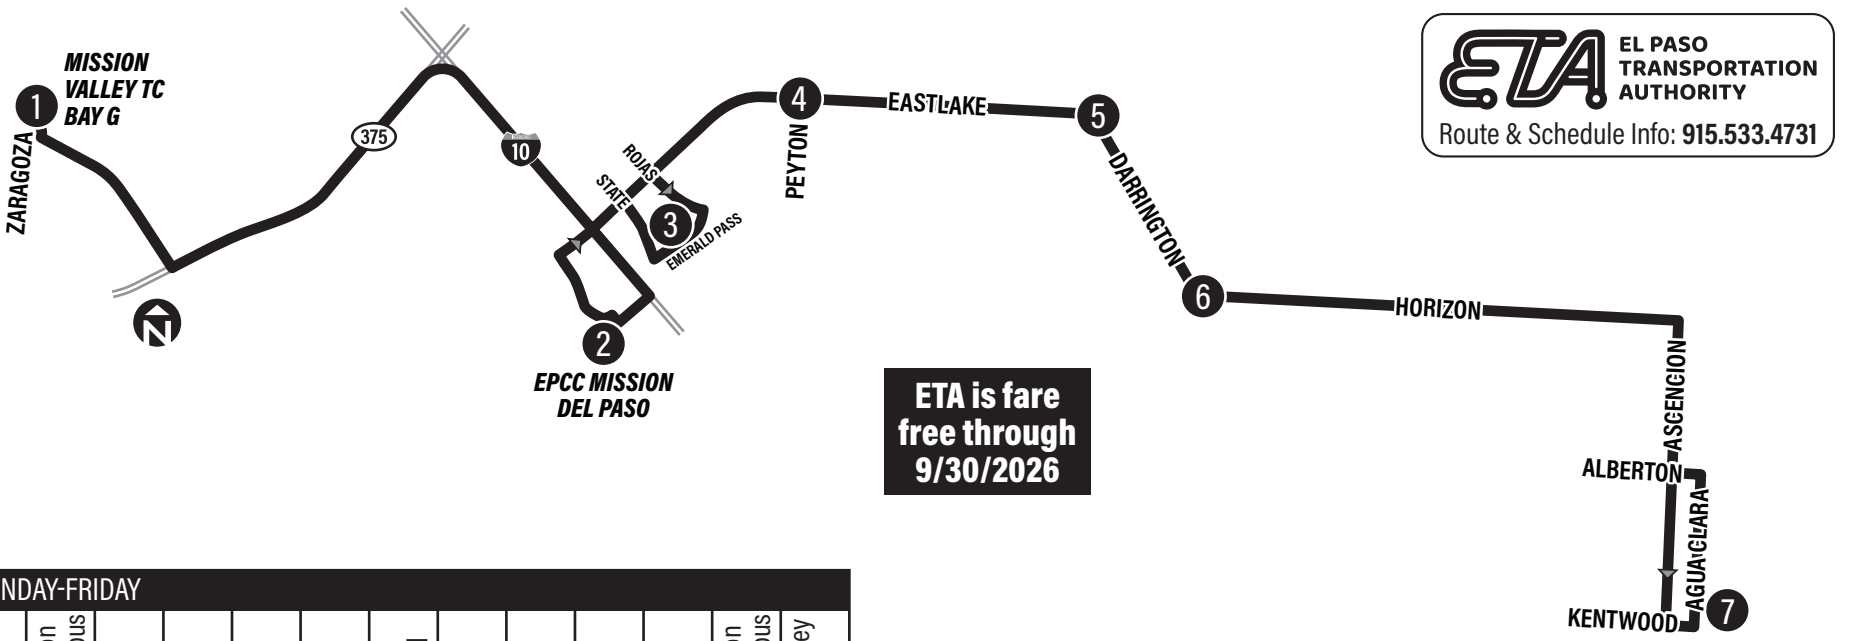 MISSION
VALLEY TC
BAY G
1
ZARAGOZA
375
10
ROJAS
STATE
3
EMERALD PASS
2
EPCC MISSION
DEL PASO
N
4
PEYTON
EASTLAKE
5
DARRINGTON
6
HORIZON
ASCENCION
ALBERTON
AGUA CLARA
KENTWOOD
7
ETA
EL PASO
TRANSPORTATION
AUTHORITY
Route & Schedule Info: 915.533.4731
ETA is fare
free through
9/30/2026
NDAY-FRIDAY